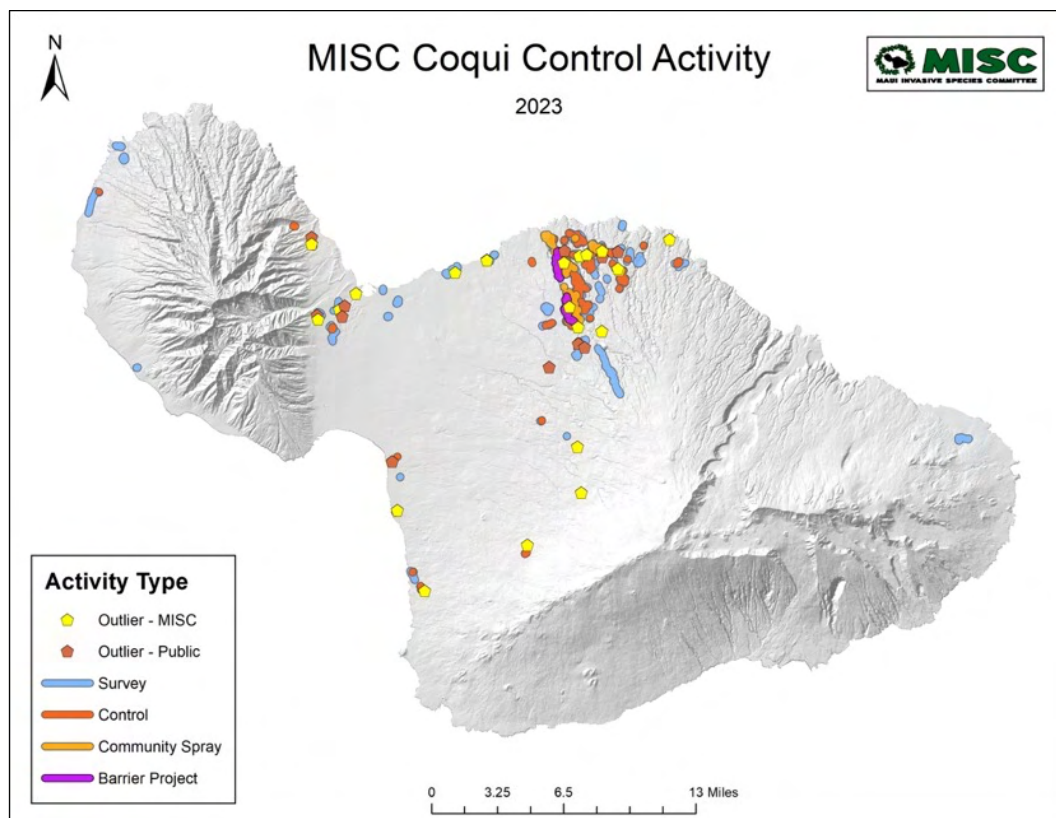 N
MISC Coqui Control Activity
2023
MISC
MAUI INVASIVE SPECIES COMMITTEE
Activity Type
Outlier - MISC
Outlier - Public
Survey
Control
Community Spray
Barrier Project
0 3.25 6.5 13 Miles